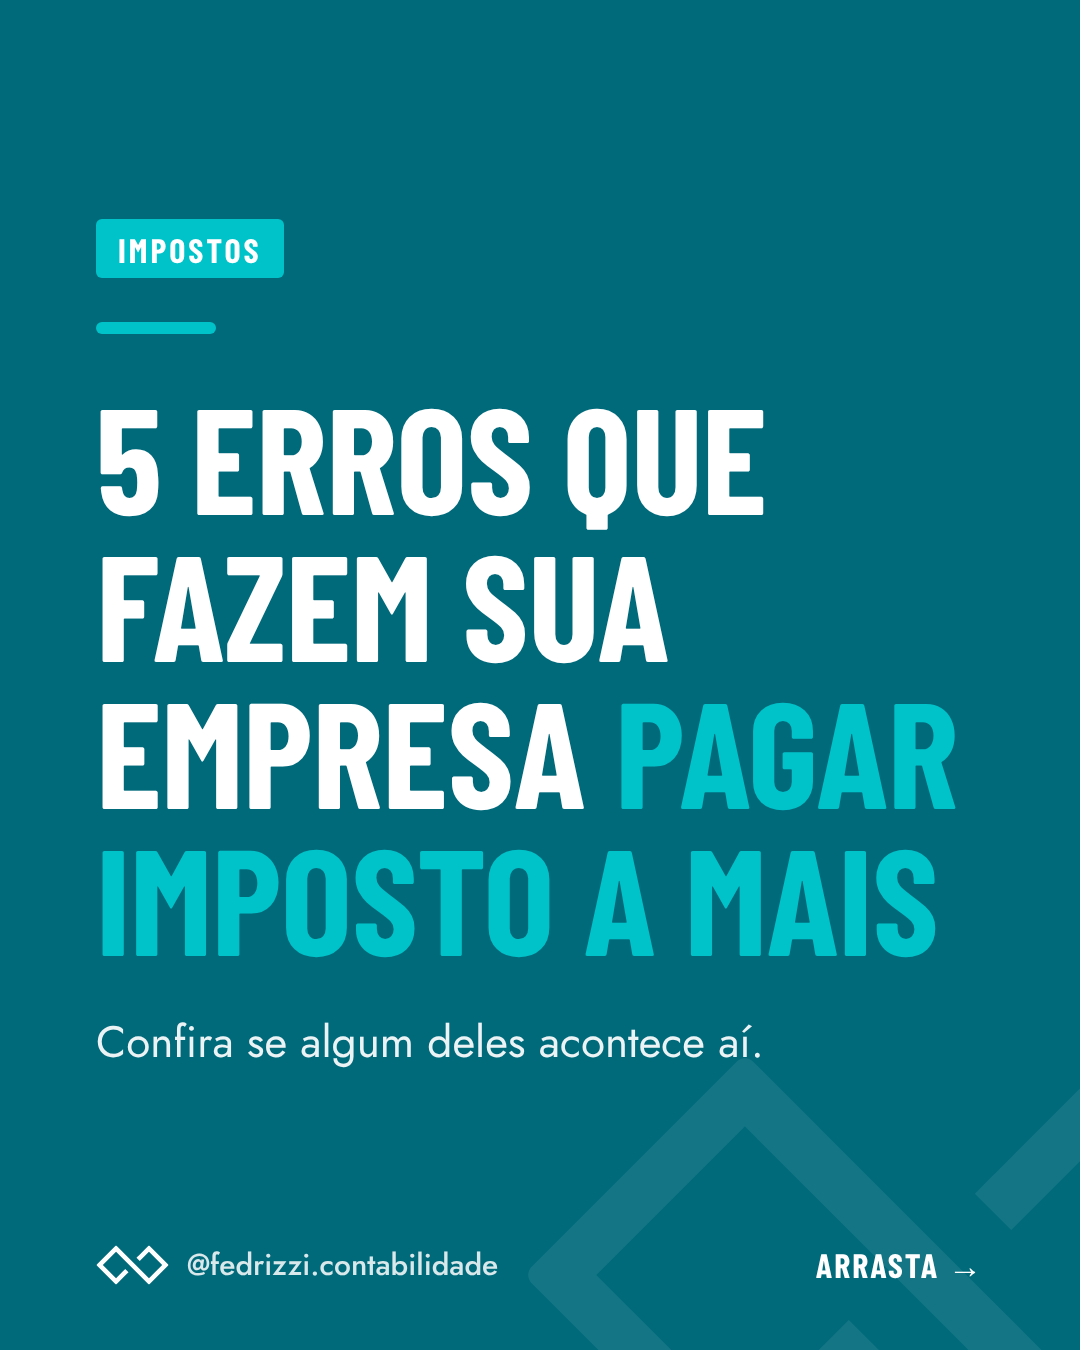 IMPOSTOS
5 ERROS QUE
FAZEM SUA
EMPRESA PAGAR
IMPOSTO A MAIS
Confira se algum deles acontece aí.
@fedrizzi.contabilidade
ARRASTA →